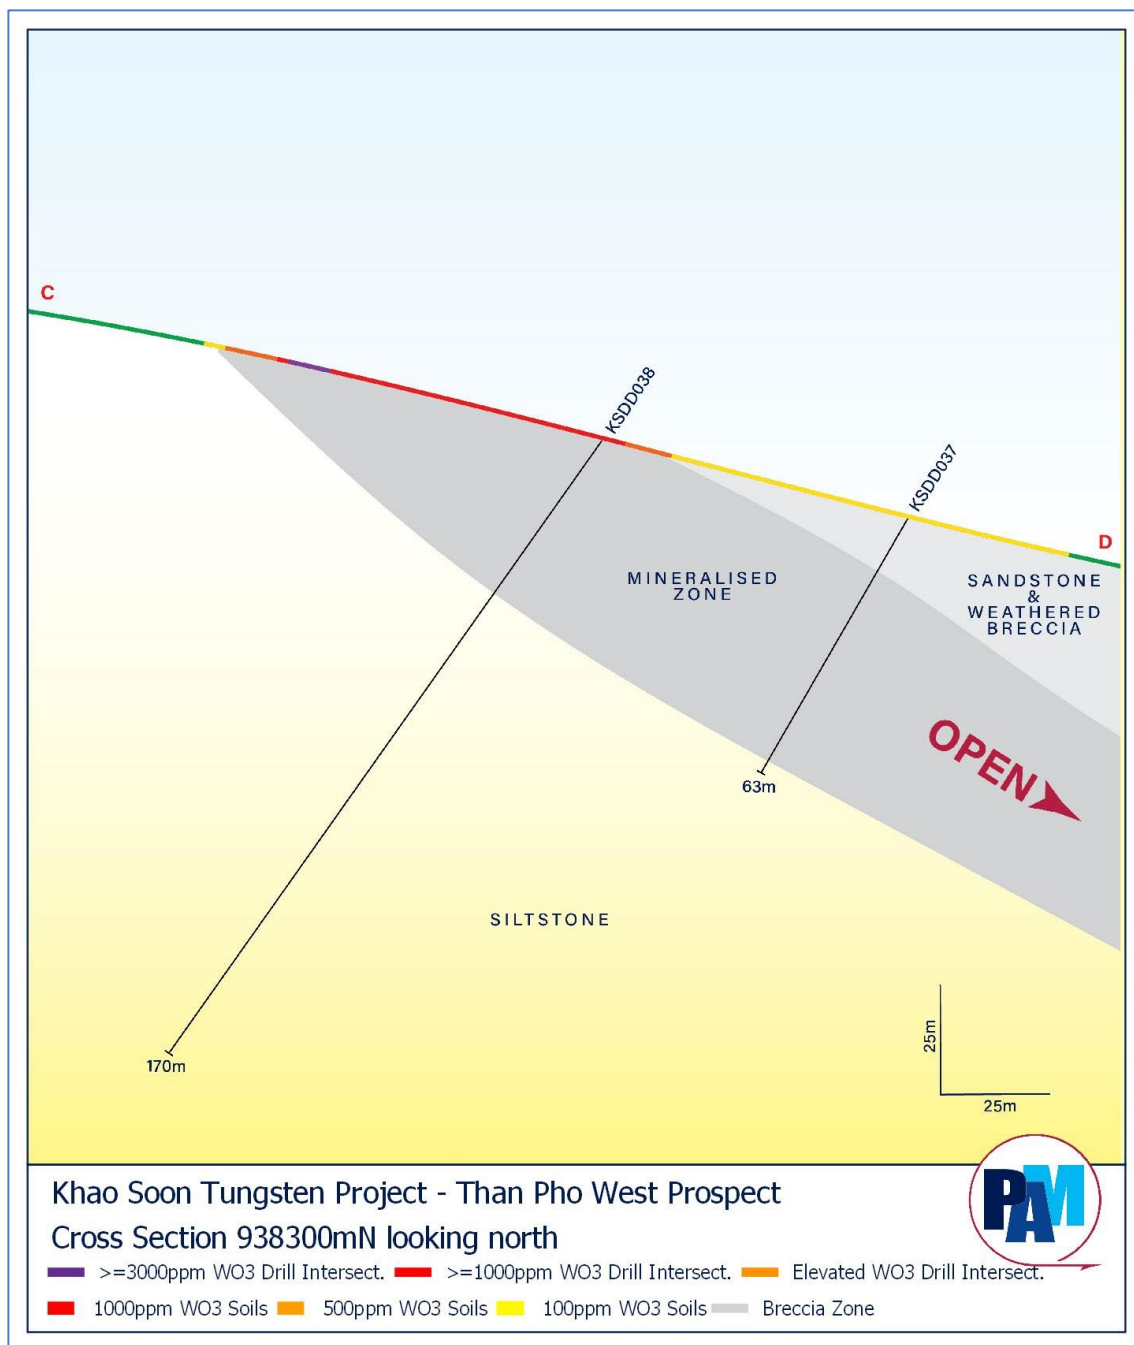 C
KSDD038
KSDD037
D
MINERALISED
ZONE
SANDSTONE
&
WEATHERED
BRECCIA
OPEN
63m
SILTSTONE
170m
25m
25m
PAM
Khao Soon Tungsten Project - Than Pho West Prospect
Cross Section 938300mN looking north
>=3000ppm WO3 Drill Intersect. >=1000ppm WO3 Drill Intersect. Elevated WO3 Drill Intersect.
1000ppm WO3 Soils 500ppm WO3 Soils 100ppm WO3 Soils Breccia Zone